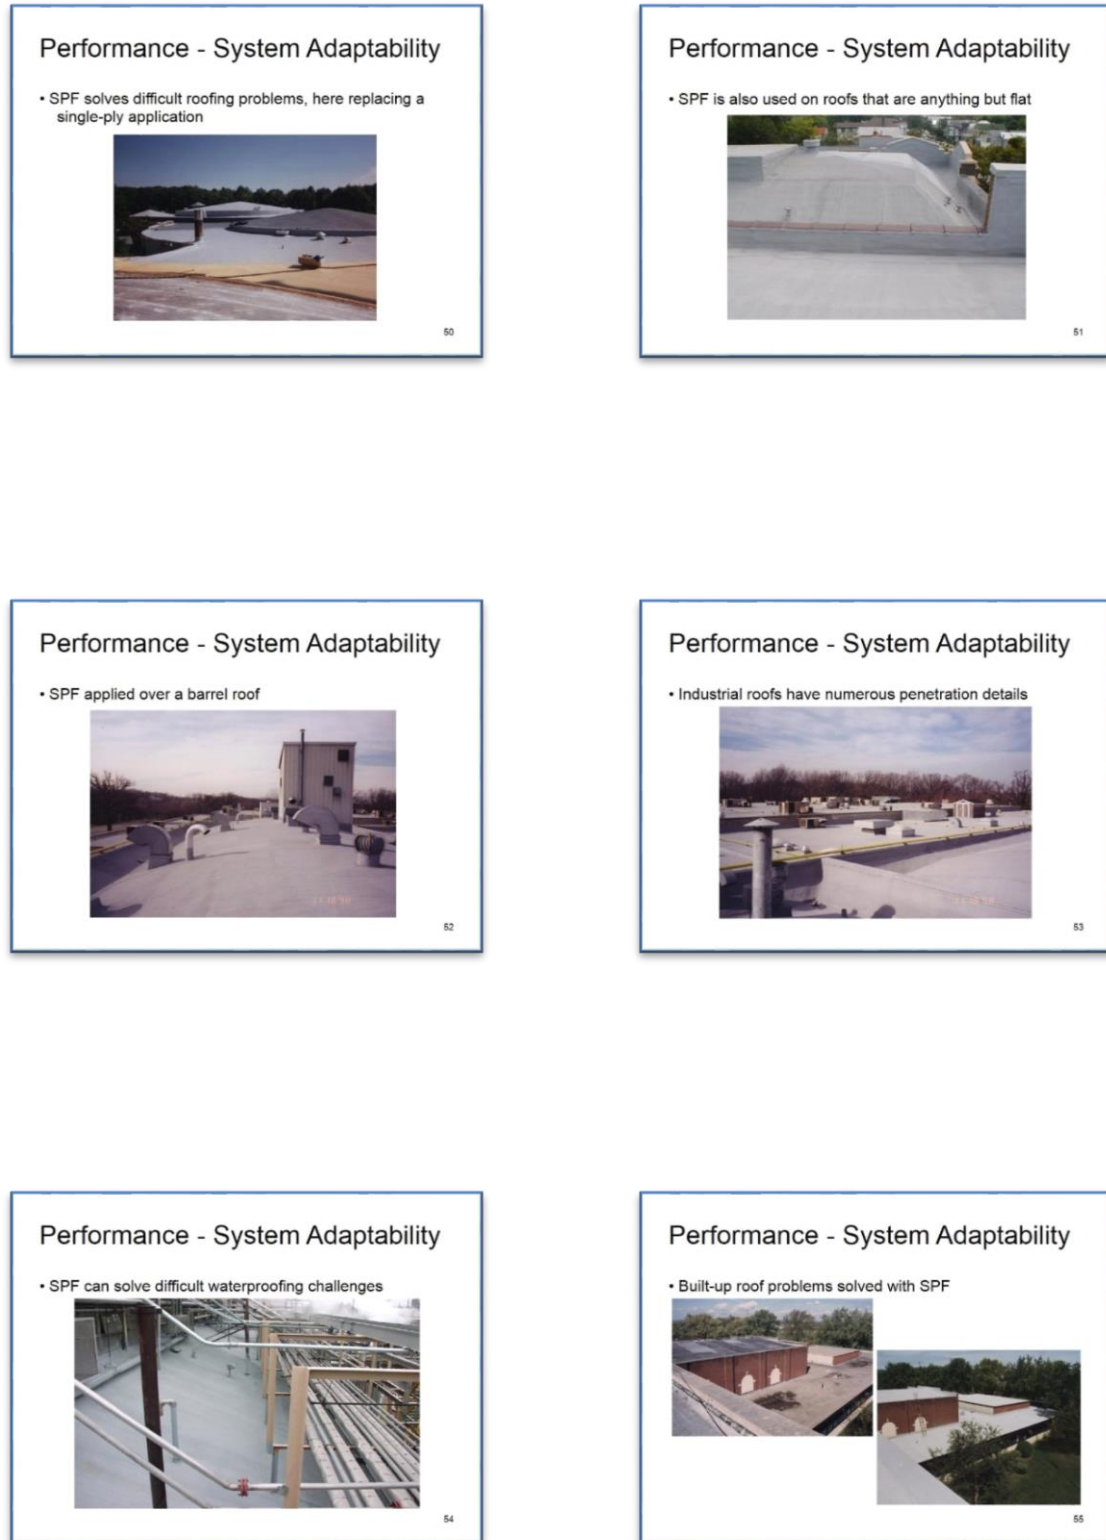 Performance - System Adaptability
• SPF solves difficult roofing problems, here replacing a
single-ply application
50
Performance - System Adaptability
• SPF is also used on roofs that are anything but flat
51
Performance - System Adaptability
• SPF applied over a barrel roof
52
Performance - System Adaptability
• Industrial roofs have numerous penetration details
53
Performance - System Adaptability
• SPF can solve difficult waterproofing challenges
54
Performance - System Adaptability
• Built-up roof problems solved with SPF
55